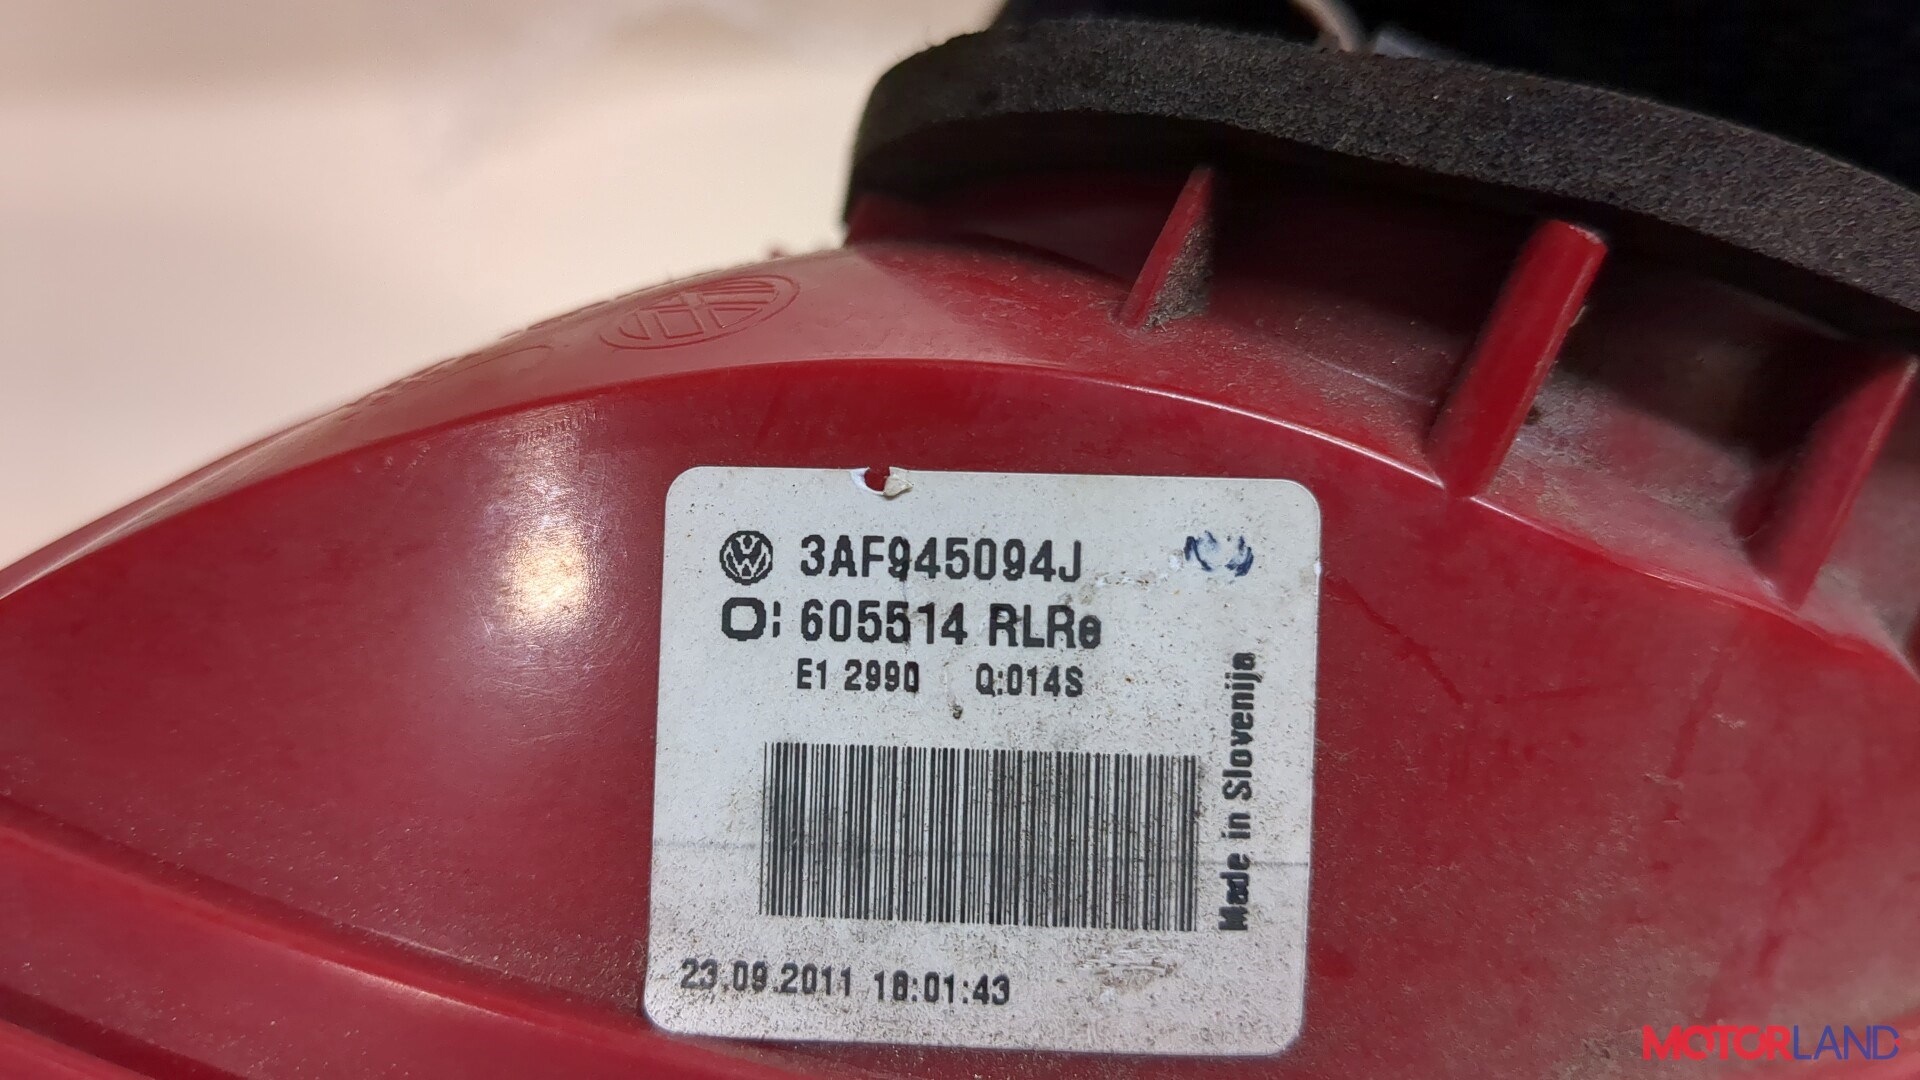 3AF945094J
O: 605514 RLRe
E1 2990 Q:014S
Made in Slovenija
23.09.2011 18:01:43
MOTORLAND